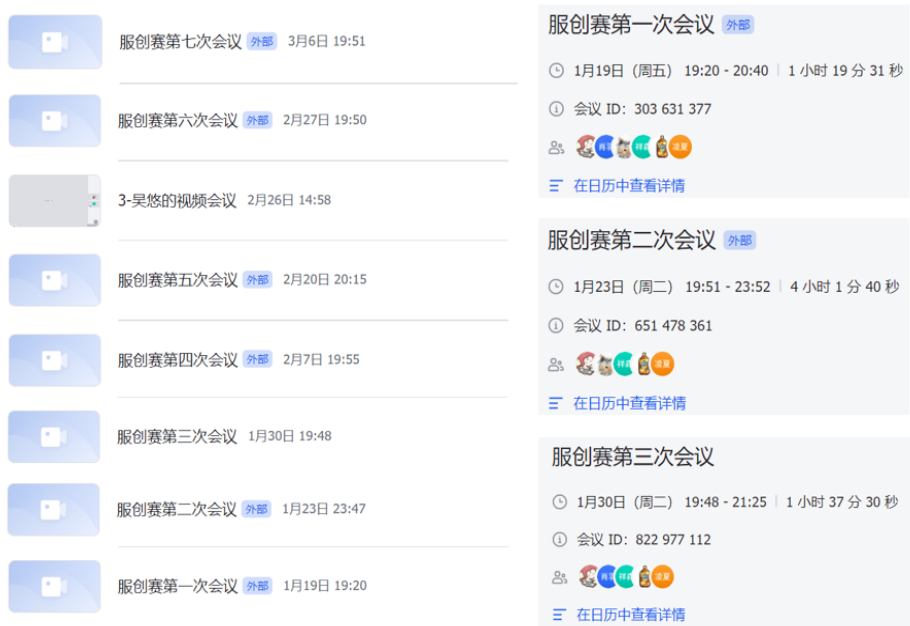 服创赛第七次会议 外部 3月6日 19:51
服创赛第六次会议 外部 2月27日 19:50
3-吴悠的视频会议 2月26日 14:58
服创赛第五次会议 外部 2月20日 20:15
服创赛第四次会议 外部 2月7日 19:55
服创赛第三次会议 1月30日 19:48
服创赛第二次会议 外部 1月23日 23:47
服创赛第一次会议 外部 1月19日 19:20
服创赛第一次会议 外部
1月19日（周五） 19:20 - 20:40 | 1 小时 19 分 31 秒
会议 ID：303 631 377
凌夏
在日历中查看详情
服创赛第二次会议 外部
1月23日（周二） 19:51 - 23:52 | 4 小时 1 分 40 秒
会议 ID：651 478 361
凌夏
在日历中查看详情
服创赛第三次会议
1月30日（周二） 19:48 - 21:25 | 1 小时 37 分 30 秒
会议 ID：822 977 112
凌夏
在日历中查看详情